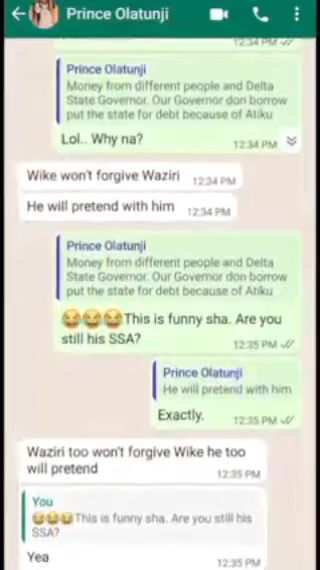 Prince Olatunji
12:34 PM
Prince Olatunji
Money from different people and Delta
State Governor. Our Governor don borrow
put the state for debt because of Atiku
Lol.. Why na?
12:34 PM
Wike won't forgive Waziri
12:34 PM
He will pretend with him
12:34 PM
Prince Olatunji
Money from different people and Delta
State Governor. Our Governor don borrow
put the state for debt because of Atiku
😂😂😂This is funny sha. Are you
still his SSA?
12:35 PM
Prince Olatunji
He will pretend with him
Exactly.
12:35 PM
Waziri too won't forgive Wike he too
will pretend
12:35 PM
You
😂😂😂This is funny sha. Are you still his
SSA?
Yea
12:35 PM